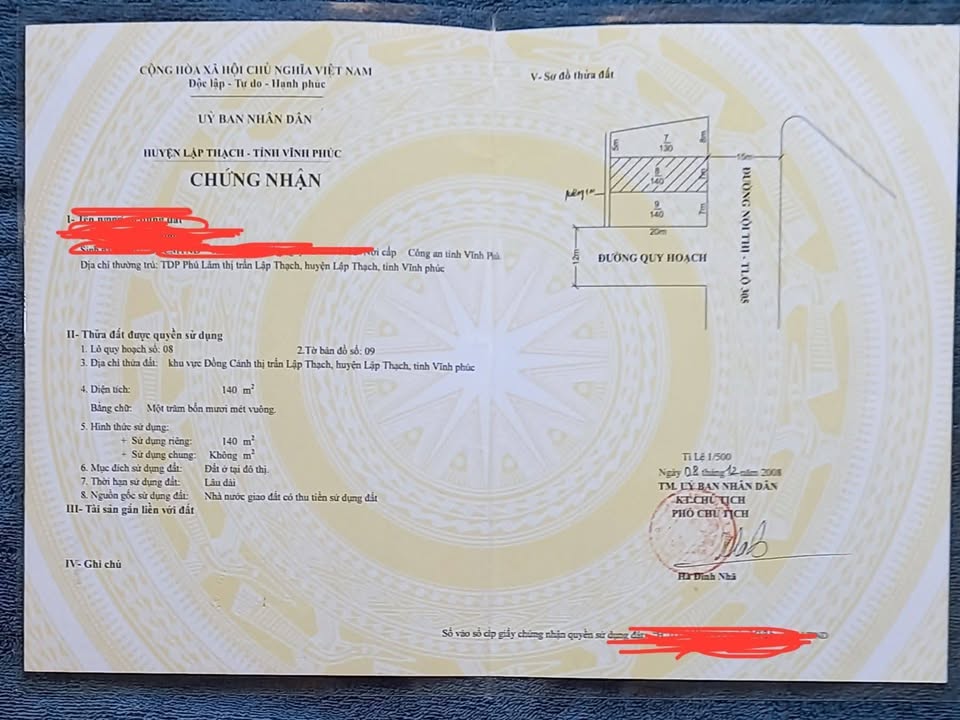 CỘNG HÒA XÃ HỘI CHỦ NGHĨA VIỆT NAM
Độc lập - Tự do - Hạnh phúc
UỶ BAN NHÂN DÂN
HUYỆN LẬP THẠCH - TỈNH VĨNH PHÚC
CHỨNG NHẬN
I- Tên
Nơi cấp Công an tỉnh Vĩnh Phú
Địa chỉ thường trú: TDP Phú Lâm thị trấn Lập Thạch, huyện Lập Thạch, tỉnh Vĩnh phúc
II- Thửa đất được quyền sử dụng
1. Lô quy hoạch số: 08 2.Tờ bản đồ số: 09
3. Địa chỉ thửa đất: khu vực Đồng Cánh thị trấn Lập Thạch, huyện Lập Thạch, tỉnh Vĩnh phúc
4. Diện tích: 140 m²
Bằng chữ: Một trăm bốn mươi mét vuông.
5. Hình thức sử dụng:
+ Sử dụng riêng: 140 m²
+ Sử dụng chung: Không m²
6. Mục đích sử dụng đất: Đất ở tại đô thị.
7. Thời hạn sử dụng đất: Lâu dài
8. Nguồn gốc sử dụng đất: Nhà nước giao đất có thu tiền sử dụng đất
III- Tài sản gắn liền với đất
IV- Ghi chú
V- Sơ đồ thửa đất
5m
7
130
8m
8
140
7m
9
140
7m
20m
15m
12m
ĐƯỜNG QUY HOẠCH
ĐƯỜNG NỘI THỊ - TLỘ 305
Tỉ Lệ 1/500
Ngày 08 tháng 12 năm 2008
TM. UỶ BAN NHÂN DÂN
KT.CHỦ TỊCH
PHÓ CHỦ TỊCH
Hà Đình Nhã
Số vào sổ cấp giấy chứng nhận quyền sử dụng đất